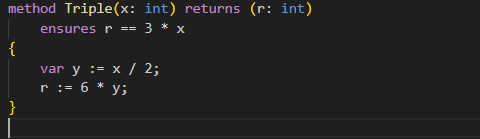 method Triple(x: int) returns (r: int)
    ensures r == 3 * x
{
    var y := x / 2;
    r := 6 * y;
}